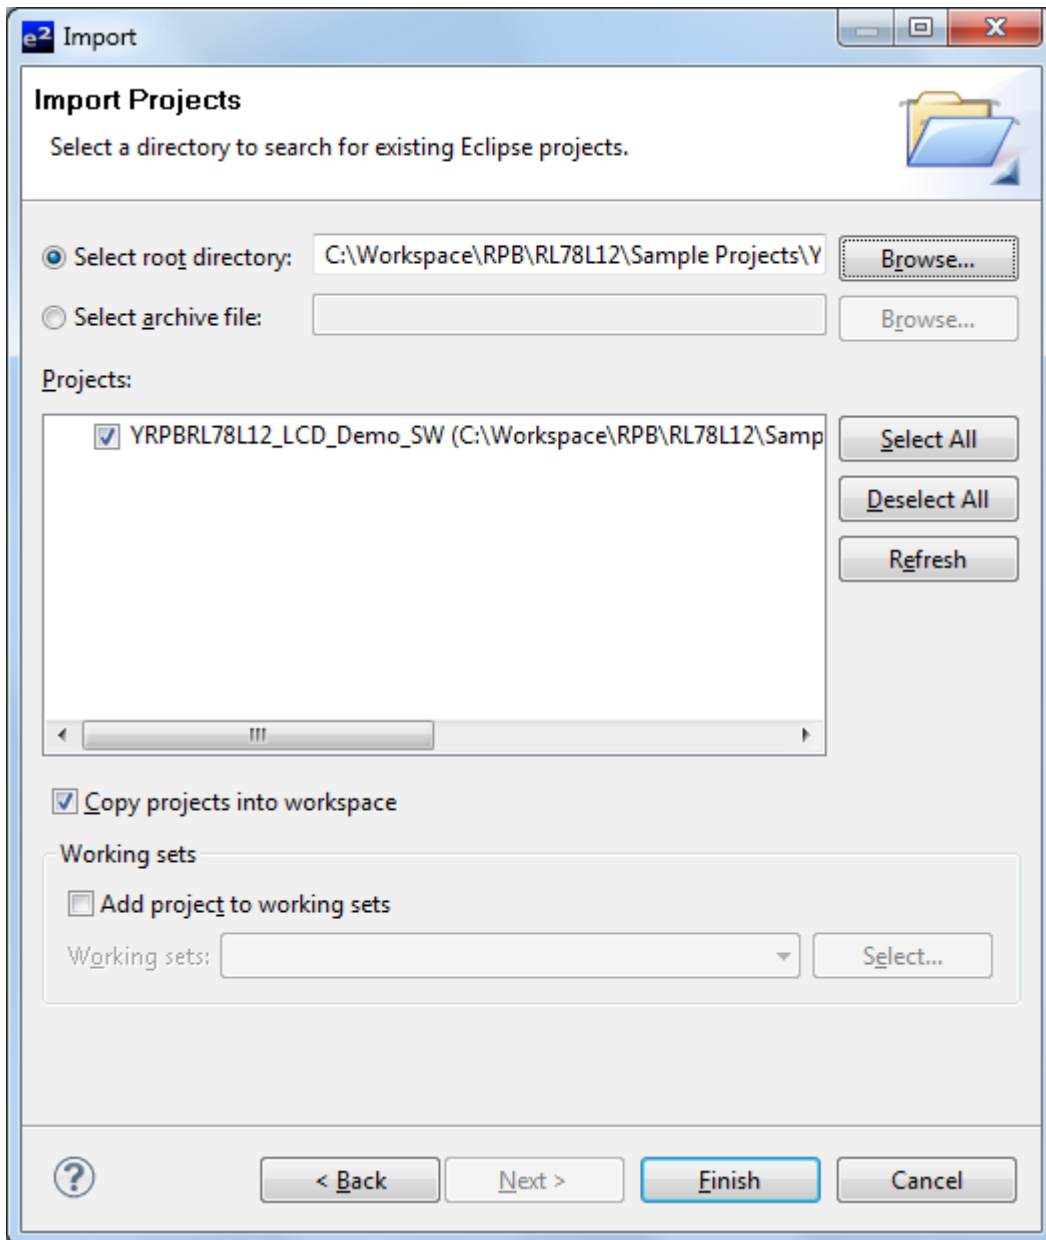 e² Import
Import Projects
Select a directory to search for existing Eclipse projects.
Select root directory: C:\Workspace\RPB\RL78L12\Sample Projects\Y Browse...
Select archive file: Browse...
Projects:
YRPBRL78L12_LCD_Demo_SW (C:\Workspace\RPB\RL78L12\Samp
Select All
Deselect All
Refresh
Copy projects into workspace
Working sets
Add project to working sets
Working sets: Select...
? < Back Next > Finish Cancel